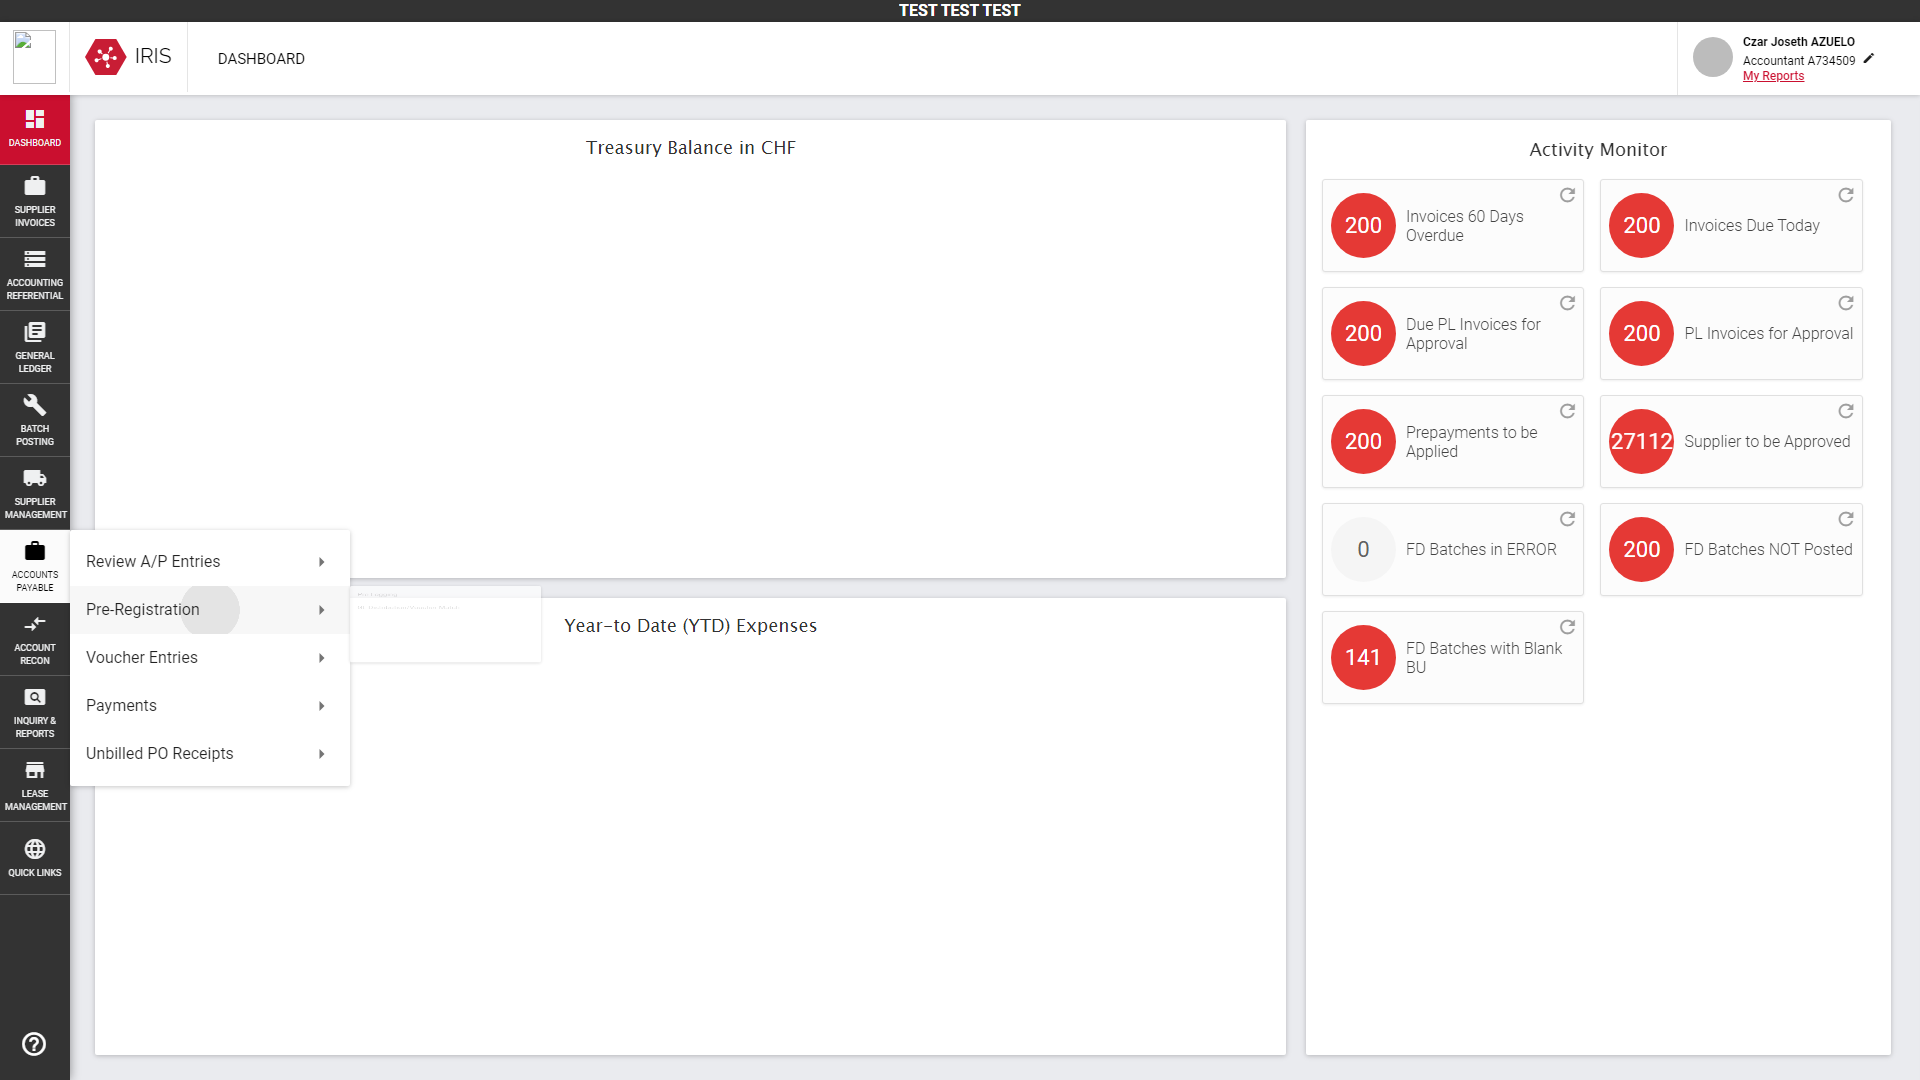 TEST TEST TEST
IRIS
DASHBOARD
Czar Joseth AZUELO
Accountant A734509
My Reports
DASHBOARD
SUPPLIER
INVOICES
ACCOUNTING
REFERENTIAL
GENERAL
LEDGER
BATCH
POSTING
SUPPLIER
MANAGEMENT
ACCOUNTS
PAYABLE
ACCOUNT
RECON
INQUIRY &
REPORTS
LEASE
MANAGEMENT
QUICK LINKS
Review A/P Entries
Pre-Registration
Voucher Entries
Payments
Unbilled PO Receipts
Treasury Balance in CHF
Year-to Date (YTD) Expenses
Activity Monitor
200 Invoices 60 Days
Overdue
200 Invoices Due Today
200 Due PL Invoices for
Approval
200 PL Invoices for Approval
200 Prepayments to be
Applied
27112 Supplier to be Approved
0 FD Batches in ERROR
200 FD Batches NOT Posted
141 FD Batches with Blank
BU